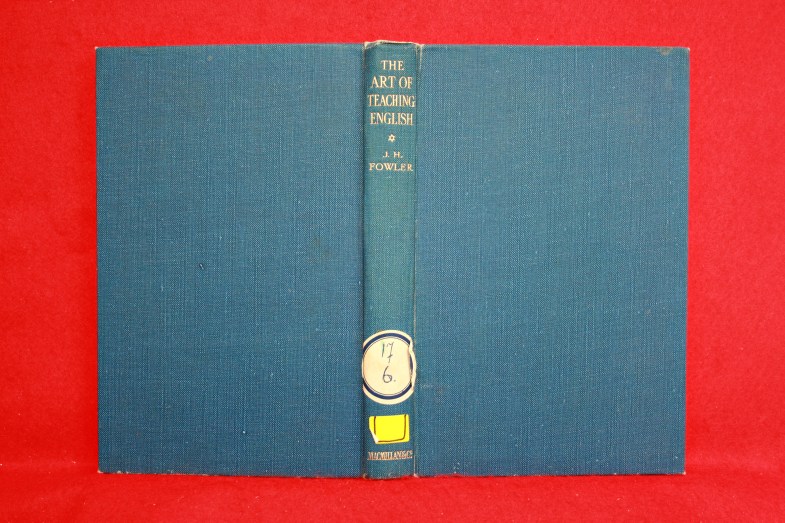 THE
ART OF
TEACHING
ENGLISH
J. H.
FOWLER
17
6.
MACMILLAN & Co